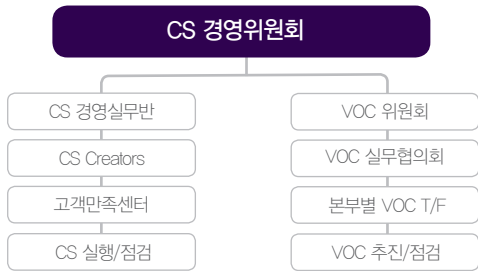 CS 경영위원회
CS 경영실무반
CS Creators
고객만족센터
CS 실행/점검
VOC 위원회
VOC 실무협의회
본부별 VOC T/F
VOC 추진/점검